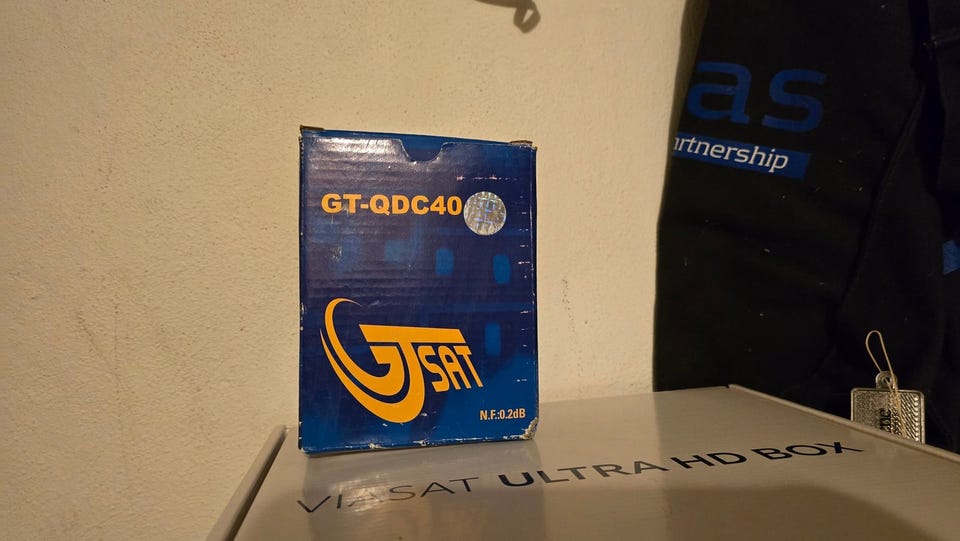 GT-QDC40
GTSAT
N.F.:0.2dB
VIASAT ULTRA HD BOX
as
artnership